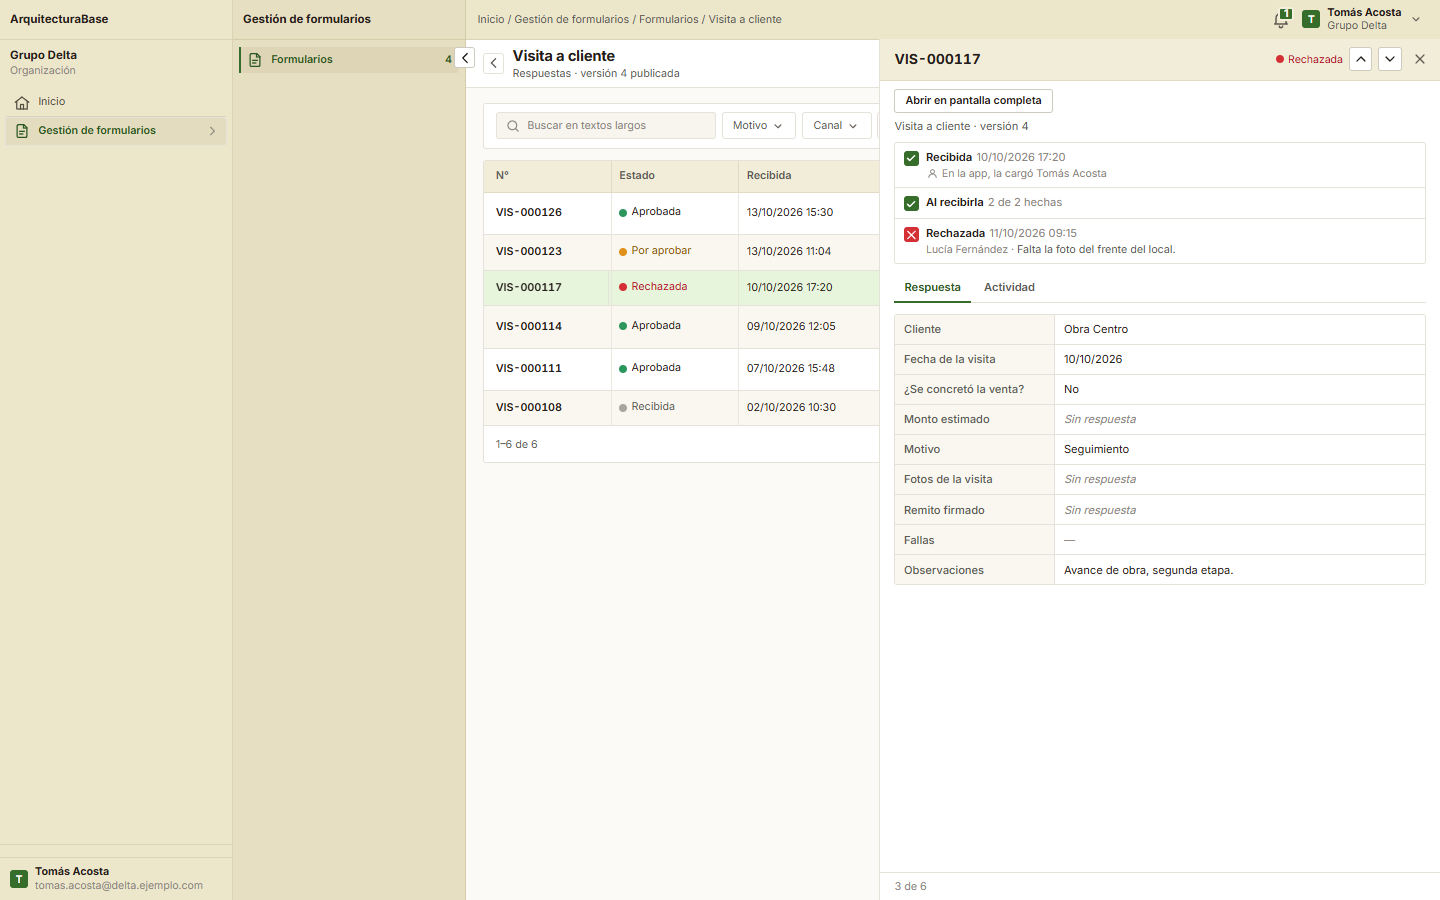 ArquitecturaBase
Grupo Delta
Organización
Inicio
Gestión de formularios
Tomás Acosta
T
tomas.acosta@delta.ejemplo.com
Gestión de formularios
Formularios 4
Inicio / Gestión de formularios / Formularios / Visita a cliente
1
T
Tomás Acosta
Grupo Delta
Visita a cliente
Respuestas · versión 4 publicada
Buscar en textos largos
Motivo
Canal
N° Estado Recibida
VIS-000126 Aprobada 13/10/2026 15:30
VIS-000123 Por aprobar 13/10/2026 11:04
VIS-000117 Rechazada 10/10/2026 17:20
VIS-000114 Aprobada 09/10/2026 12:05
VIS-000111 Aprobada 07/10/2026 15:48
VIS-000108 Recibida 02/10/2026 10:30
1–6 de 6
VIS-000117
Rechazada
Abrir en pantalla completa
Visita a cliente · versión 4
Recibida 10/10/2026 17:20
En la app, la cargó Tomás Acosta
Al recibirla 2 de 2 hechas
Rechazada 11/10/2026 09:15
Lucía Fernández · Falta la foto del frente del local.
Respuesta Actividad
Cliente Obra Centro
Fecha de la visita 10/10/2026
¿Se concretó la venta? No
Monto estimado Sin respuesta
Motivo Seguimiento
Fotos de la visita Sin respuesta
Remito firmado Sin respuesta
Fallas —
Observaciones Avance de obra, segunda etapa.
3 de 6